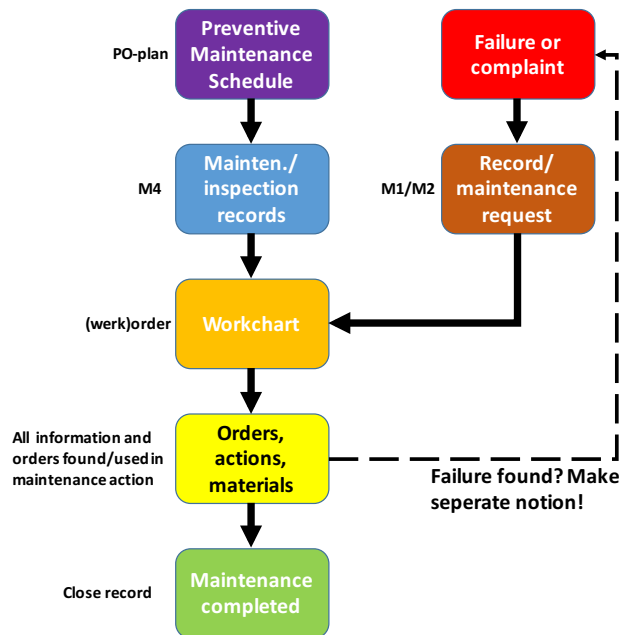 PO-plan
Preventive
Maintenance
Schedule
Failure or
complaint
M4
Mainten./
inspection
records
M1/M2
Record/
maintenance
request
(werk)order
Workchart
All information and
orders found/used in
maintenance action
Orders,
actions,
materials
Failure found? Make
seperate notion!
Close record
Maintenance
completed